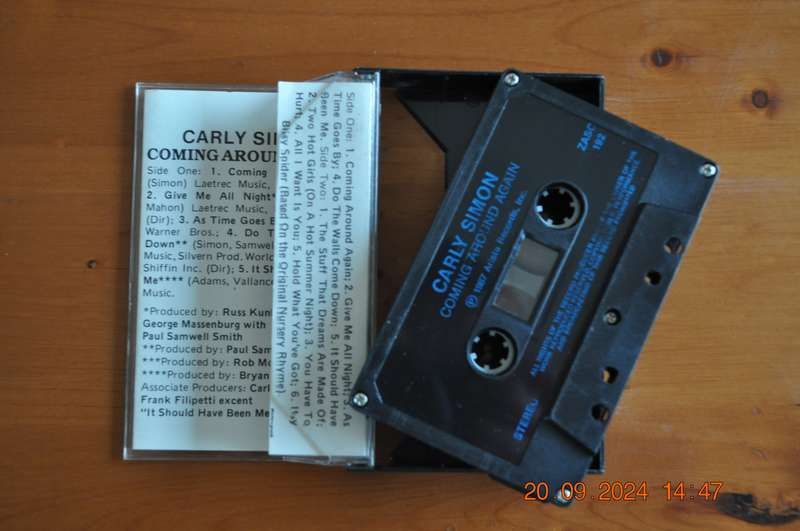 CARLY SI
COMING AROUN
Side One: 1. Coming
(Simon) Laetrec Music,
2. Give Me All Night*
Mahon) Laetrec Music,
(Dir); 3. As Time Goes B
Warner Bros.; 4. Do T
Down** (Simon, Samwe
Music, Silvern Prod. World
Shiffin Inc. (Dir); 5. It Sh
Me**** (Adams, Vallanc
Music.
*Produced by: Russ Kun
George Massenburg with
Paul Samwell Smith
**Produced by: Paul Sam
***Produced by: Rob Mo
****Produced by: Bryan
Associate Producers: Carl
Frank Filipetti excent
"It Should Have Been Me
Side One: 1. Coming Around Again; 2. Give Me All Night; 3. As
Time Goes By; 4. Do The Walls Come Down; 5. It Should Have
Been Me. Side Two: 1. The Stuff That Dreams Are Made Of;
2. Two Hot Girls (On A Hot Summer Night); 3. You Have To
Hurt; 4. All I Want Is You; 5. Hold What You've Got; 6. Itsy
Bitsy Spider (Based On the Original Nursery Rhyme)
ZASC
192
CARLY SIMON
COMING AROUND AGAIN
℗ 1987 Arista Records, Inc.
STEREO
20.09.2024 14:47